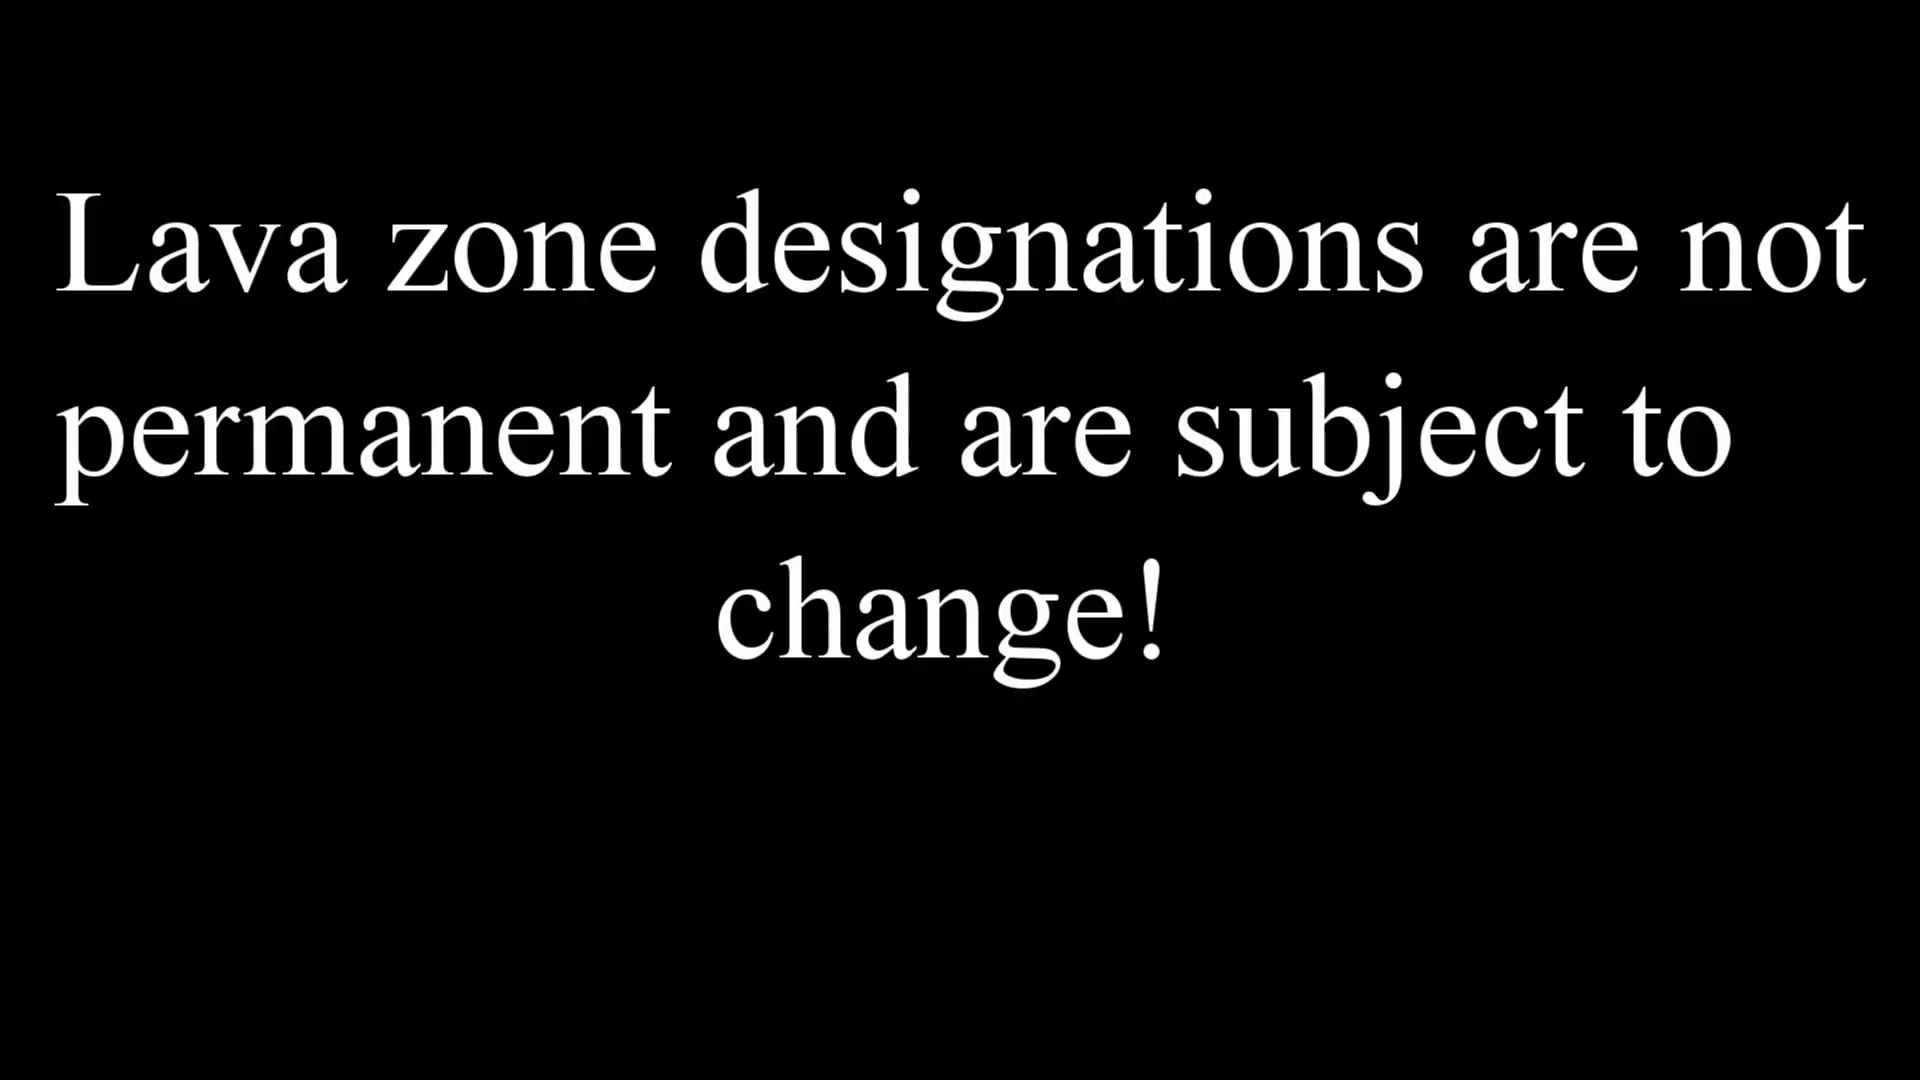 Lava zone designations are not
permanent and are subject to
change!